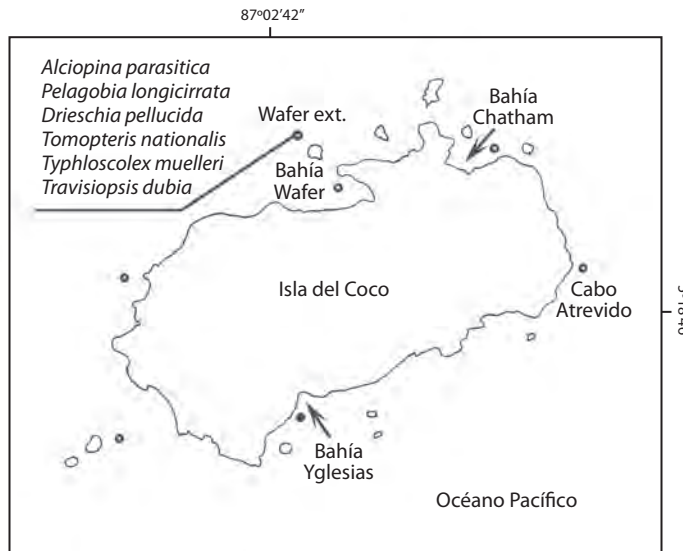 87º02’42”
Alciopina parasitica
Pelagobia longicirrata
Drieschia pellucida
Tomopteris nationalis
Typhloscolex muelleri
Travisiopsis dubia
Wafer ext.
Bahía
Chatham
Bahía
Wafer
Isla del Coco
Cabo
Atrevido
Bahía
Yglesias
Océano Pacífico